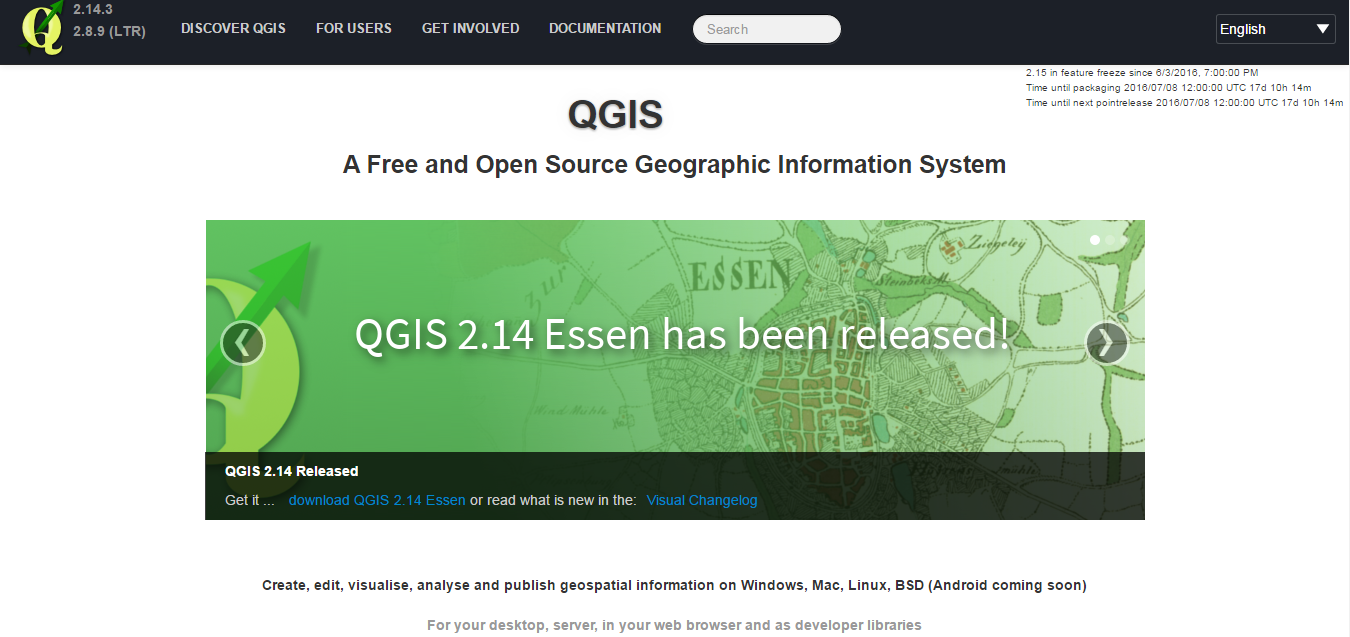 2.14.3
2.8.9 (LTR)
DISCOVER QGIS
FOR USERS
GET INVOLVED
DOCUMENTATION
Search
English
2.15 in feature freeze since 6/3/2016, 7:00:00 PM
Time until packaging 2016/07/08 12:00:00 UTC 17d 10h 14m
Time until next pointrelease 2016/07/08 12:00:00 UTC 17d 10h 14m
QGIS
A Free and Open Source Geographic Information System
Ziegeley
ESSEN
Zur
QGIS 2.14 Essen has been released!
Wind-Mühle
QGIS 2.14 Released
Get it ... download QGIS 2.14 Essen or read what is new in the: Visual Changelog
Create, edit, visualise, analyse and publish geospatial information on Windows, Mac, Linux, BSD (Android coming soon)
For your desktop, server, in your web browser and as developer libraries